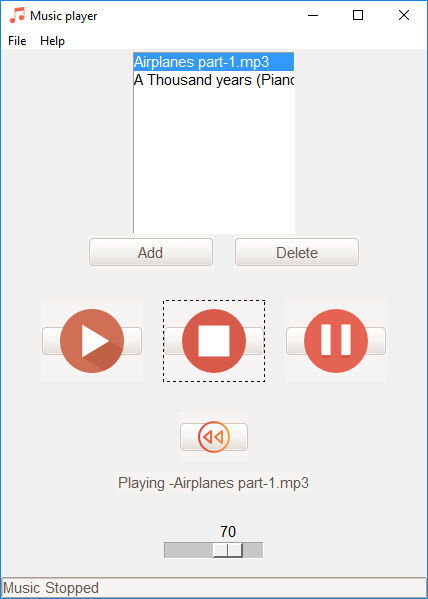 Music player
File Help
Airplanes part-1.mp3
A Thousand years (Piano
Add Delete
Playing -Airplanes part-1.mp3
70
Music Stopped